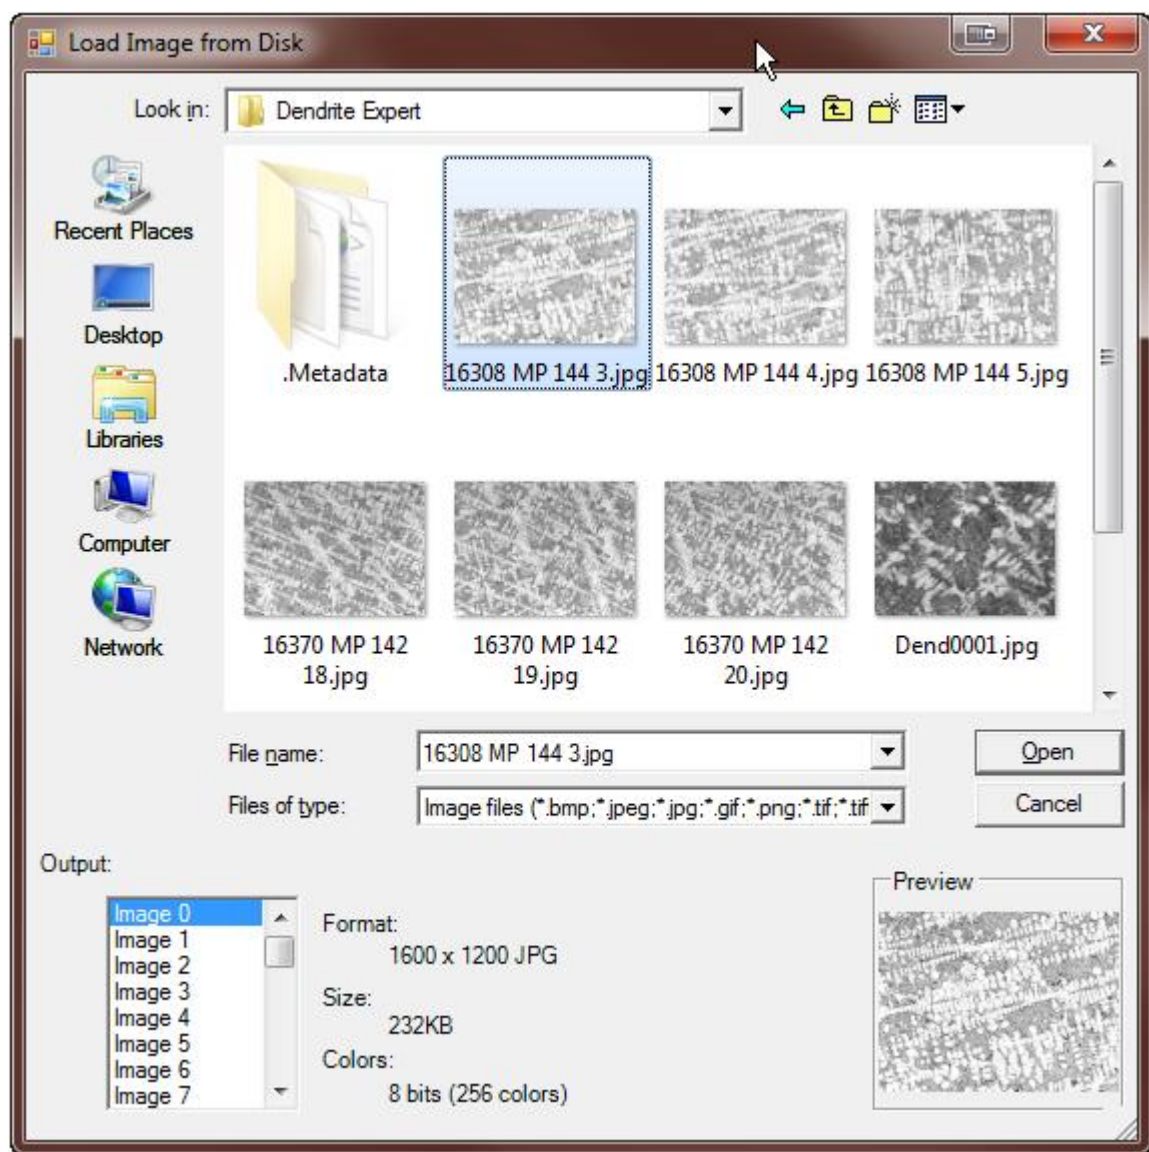 Load Image from Disk
Look in:
Dendrite Expert
Recent Places
Desktop
Libraries
Computer
Network
.Metadata
16308 MP 144 3.jpg
16308 MP 144 4.jpg
16308 MP 144 5.jpg
16370 MP 142
18.jpg
16370 MP 142
19.jpg
16370 MP 142
20.jpg
Dend0001.jpg
File name:
16308 MP 144 3.jpg
Open
Files of type:
Image files (*.bmp;*.jpeg;*.jpg;*.gif;*.png;*.tif;*.tif
Cancel
Output:
Image 0
Image 1
Image 2
Image 3
Image 4
Image 5
Image 6
Image 7
Format:
1600 x 1200 JPG
Size:
232KB
Colors:
8 bits (256 colors)
Preview